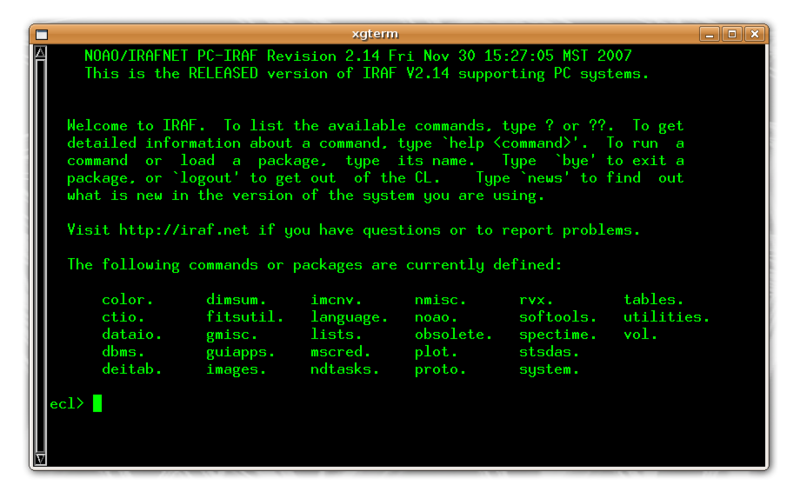 xgterm
NOAO/IRAFNET PC-IRAF Revision 2.14 Fri Nov 30 15:27:05 MST 2007
This is the RELEASED version of IRAF V2.14 supporting PC systems.
Welcome to IRAF.  To list the available commands, type ? or ??.  To get
detailed information about a command, type `help <command>'.  To run  a
command  or  load  a  package,  type  its name.   Type  `bye' to exit a
package, or `logout' to get out  of the CL.    Type `news' to find  out
what is new in the version of the system you are using.
Visit http://iraf.net if you have questions or to report problems.
The following commands or packages are currently defined:
color.      dimsum.     imcnv.      nmisc.      rvx.        tables.
ctio.       fitsutil.   language.   noao.       softools.   utilities.
dataio.     gmisc.      lists.      obsolete.   spectime.   vol.
dbms.       guiapps.    mscred.     plot.       stsdas.
deitab.     images.     ndtasks.    proto.      system.
ecl>